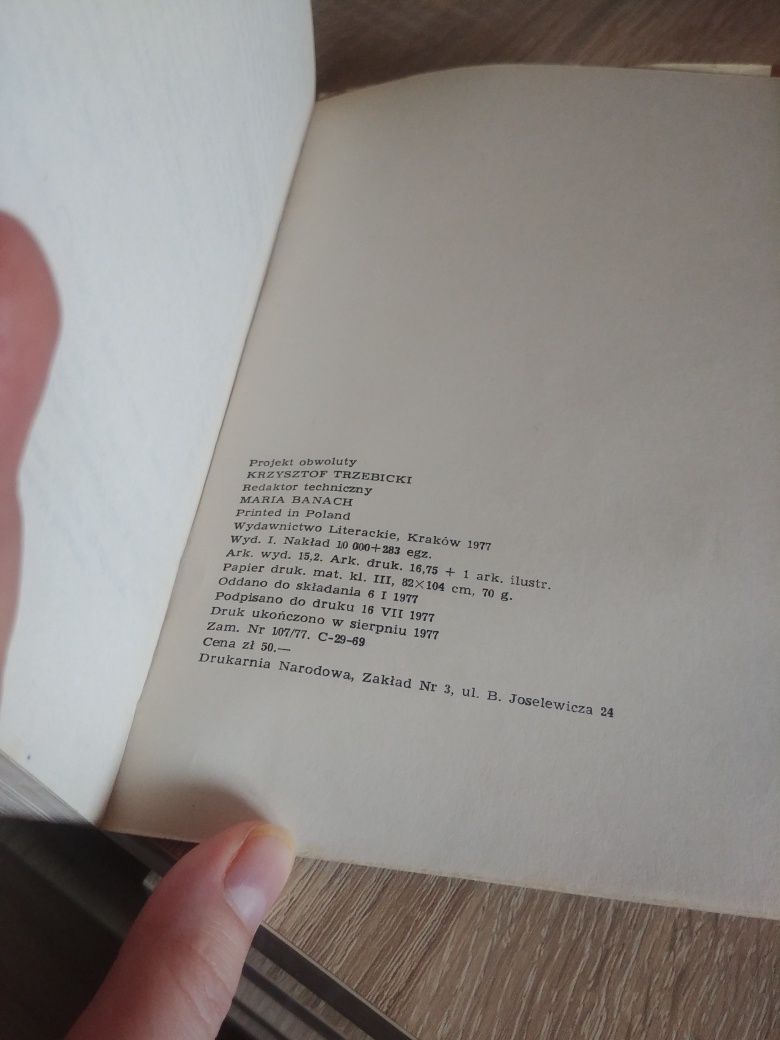 Projekt obwoluty
KRZYSZTOF TRZEBICKI
Redaktor techniczny
MARIA BANACH
Printed in Poland
Wydawnictwo Literackie, Kraków 1977
Wyd. I. Nakład 10 000+283 egz.
Ark. wyd. 15,2. Ark. druk. 16,75 + 1 ark. ilustr.
Papier druk. mat. kl. III, 82×104 cm, 70 g.
Oddano do składania 6 I 1977
Podpisano do druku 16 VII 1977
Druk ukończono w sierpniu 1977
Zam. Nr 107/77. C-29-69
Cena zł 50.—
Drukarnia Narodowa, Zakład Nr 3, ul. B. Joselewicza 24